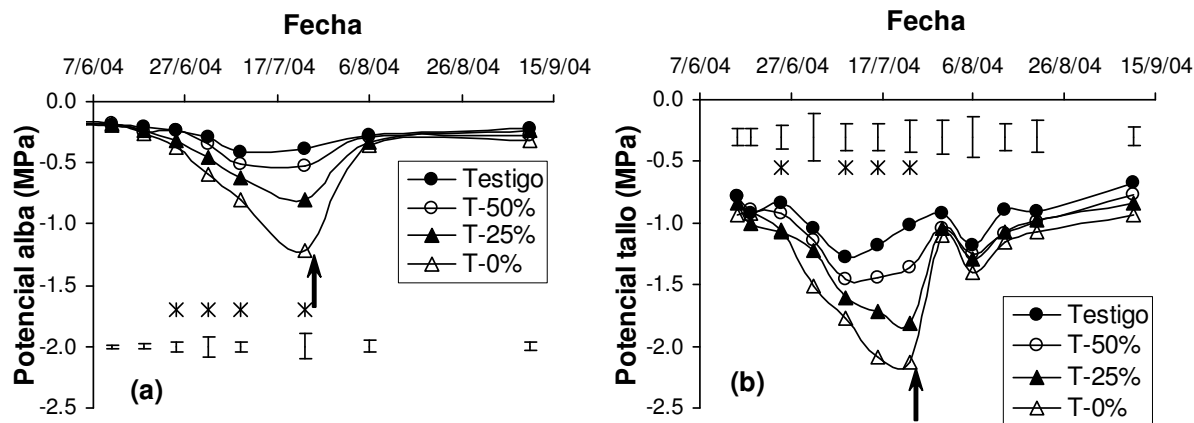 Fecha
7/6/04 27/6/04 17/7/04 6/8/04 26/8/04 15/9/04
Potencial alba (MPa)
0.0
-0.5
-1.0
-1.5
-2.0
-2.5
Testigo
T-50%
T-25%
T-0%
(a)
Fecha
7/6/04 27/6/04 17/7/04 6/8/04 26/8/04 15/9/04
Potencial tallo (MPa)
0.0
-0.5
-1.0
-1.5
-2.0
-2.5
Testigo
T-50%
T-25%
T-0%
(b)